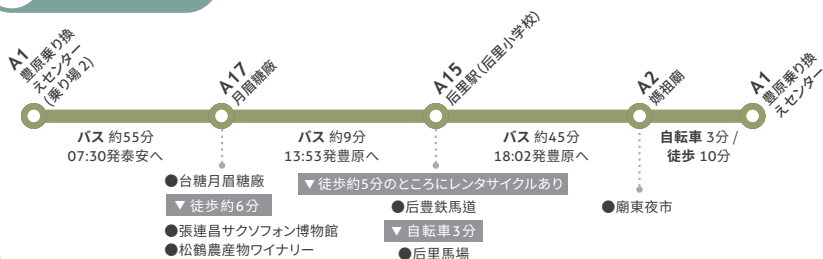 A1
豊原乗り換
えセンター
(乗り場 2)
A17
月眉糖廠
A15
后里駅(后里小学校)
A2
媽祖廟
A1
豊原乗り換
えセンター
バス 約55分
07:30発泰安へ
バス 約9分
13:53発豊原へ
バス 約45分
18:02発豊原へ
自転車 3分 /
徒歩 10分
●台糖月眉糖廠
▼ 徒歩約6分
●張連昌サクソフォン博物館
●松鶴農産物ワイナリー
▼ 徒歩約5分のところにレンタサイクルあり
●后豊鉄馬道
▼ 自転車3分
●后里馬場
●廟東夜市